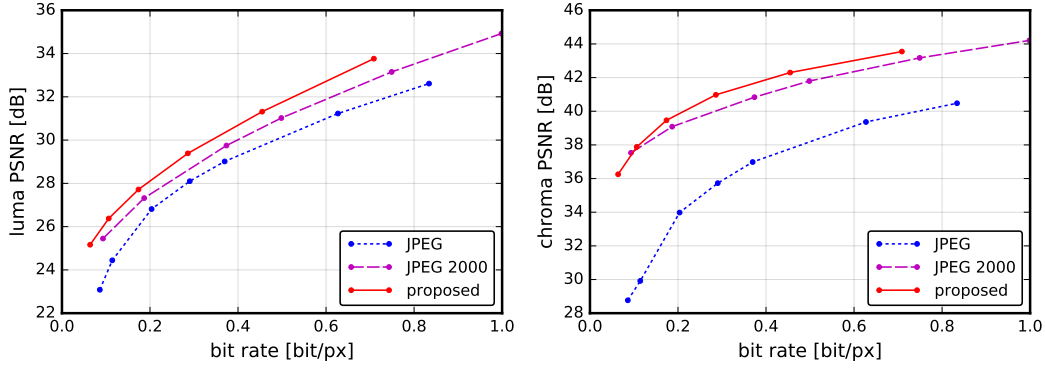 36
34
32
30
28
26
24
22
luma PSNR [dB]
0.0 0.2 0.4 0.6 0.8 1.0
bit rate [bit/px]
JPEG
JPEG 2000
proposed
46
44
42
40
38
36
34
32
30
28
chroma PSNR [dB]
0.0 0.2 0.4 0.6 0.8 1.0
bit rate [bit/px]
JPEG
JPEG 2000
proposed